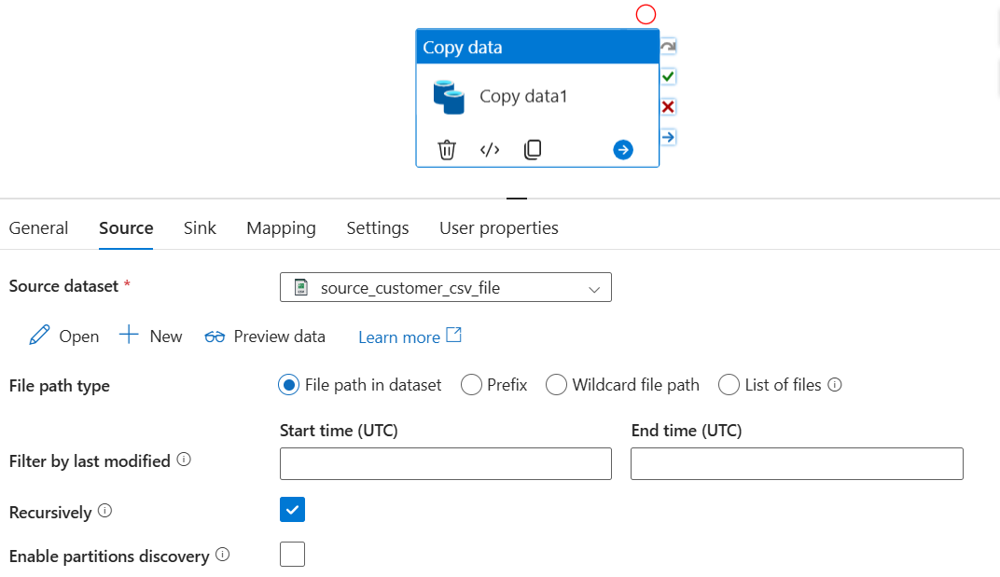 Copy data
Copy data1
General Source Sink Mapping Settings User properties
Source dataset * source_customer_csv_file
Open New Preview data Learn more
File path type File path in dataset Prefix Wildcard file path List of files
Start time (UTC) End time (UTC)
Filter by last modified
Recursively
Enable partitions discovery